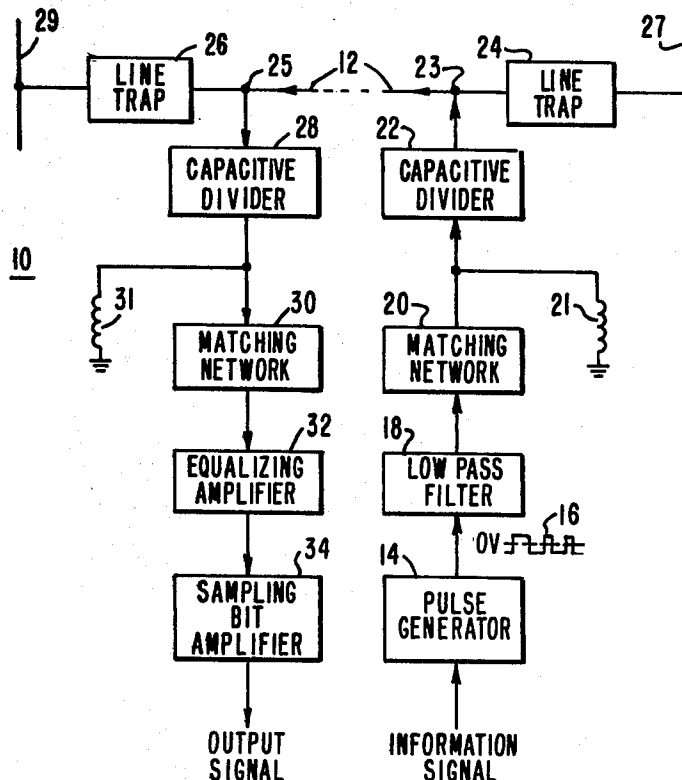 29
26
LINE
TRAP
25
12
23
24
LINE
TRAP
27
28
CAPACITIVE
DIVIDER
22
CAPACITIVE
DIVIDER
10
31
30
MATCHING
NETWORK
20
MATCHING
NETWORK
21
32
EQUALIZING
AMPLIFIER
18
LOW PASS
FILTER
16
0V
34
SAMPLING
BIT
AMPLIFIER
14
PULSE
GENERATOR
OUTPUT
SIGNAL
INFORMATION
SIGNAL